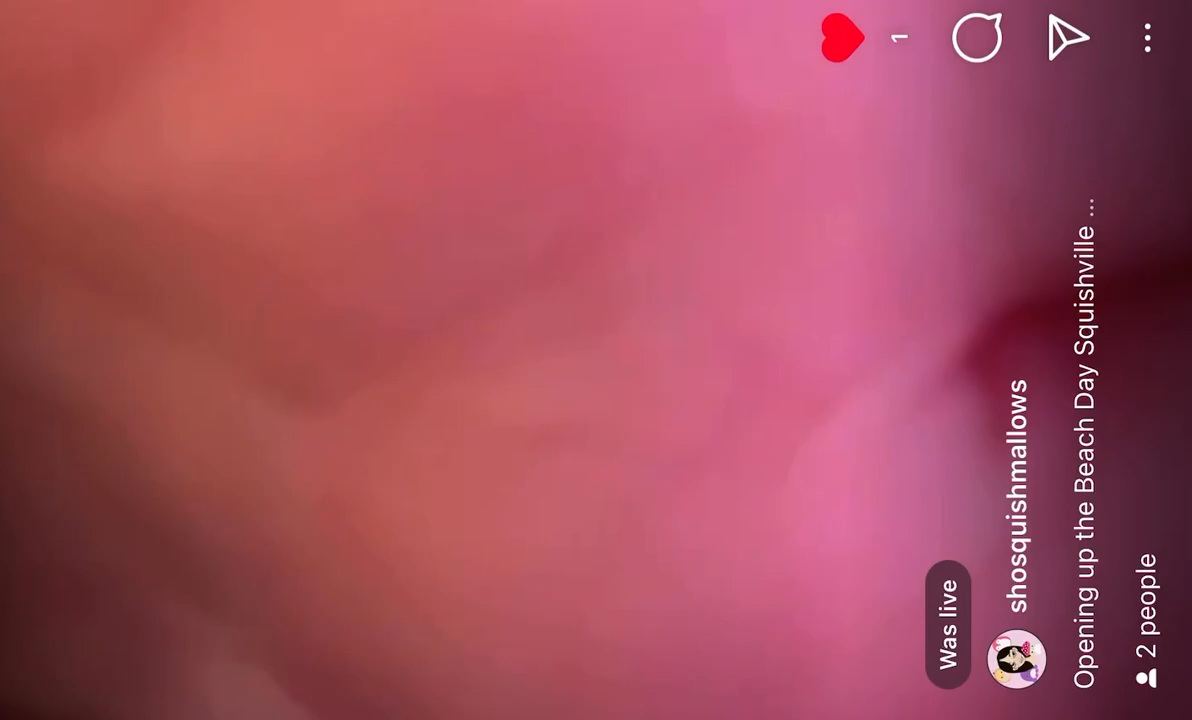 1
Was live
shosquishmallows
Opening up the Beach Day Squishville ...
2 people